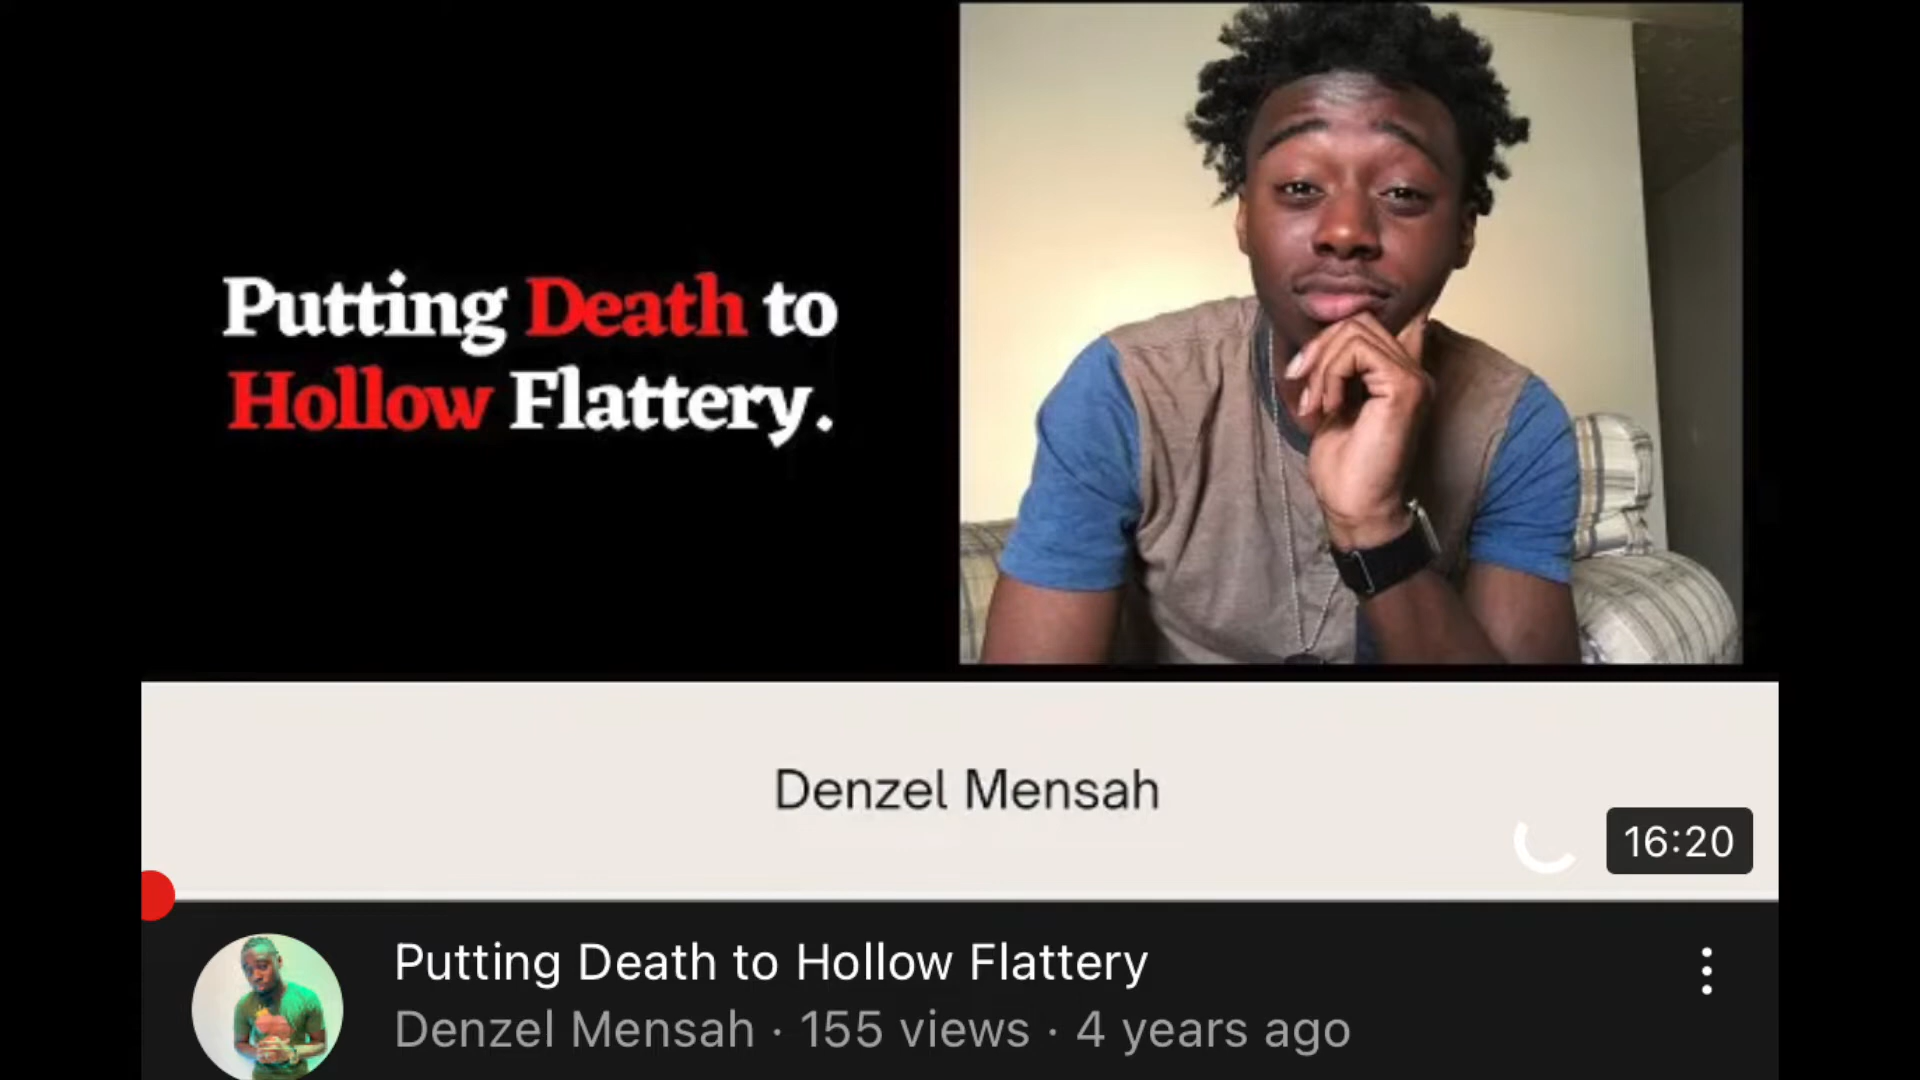 Putting Death to
Hollow Flattery.
Denzel Mensah
16:20
Putting Death to Hollow Flattery
Denzel Mensah · 155 views · 4 years ago